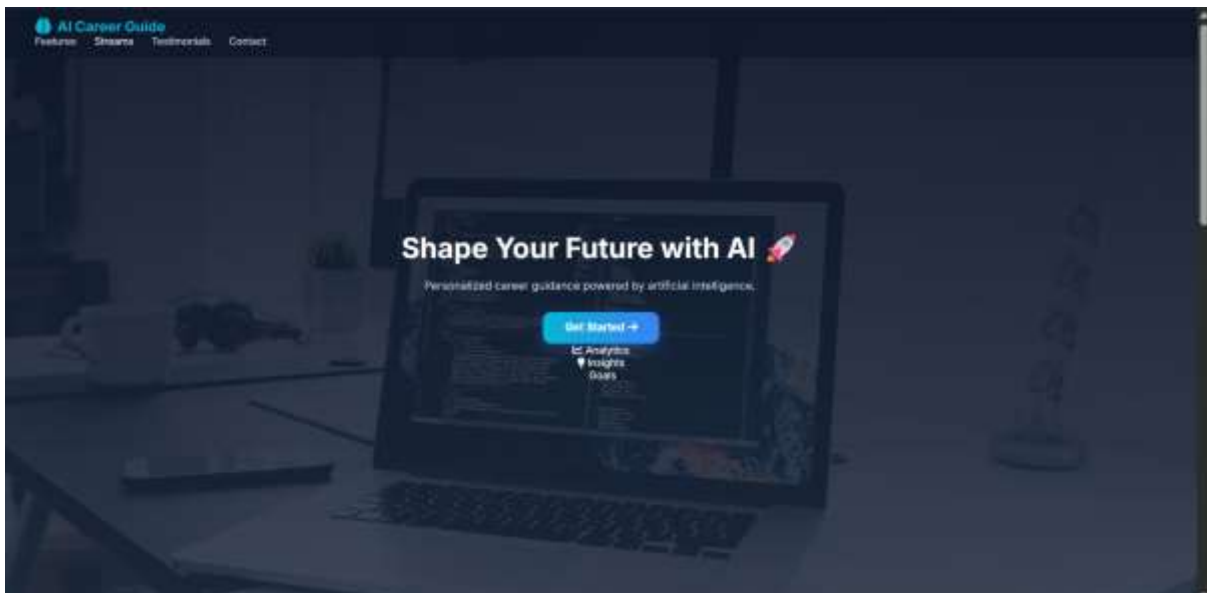 AI Career Guide
Features Streams Testimonials Contact
Shape Your Future with AI 🚀
Personalized career guidance powered by artificial intelligence.
Get Started →
Analytics
Insights
Goals